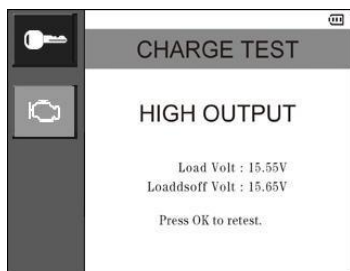 CHARGE TEST
HIGH OUTPUT
Load Volt : 15.55V
Loaddsoff Volt : 15.65V
Press OK to retest.